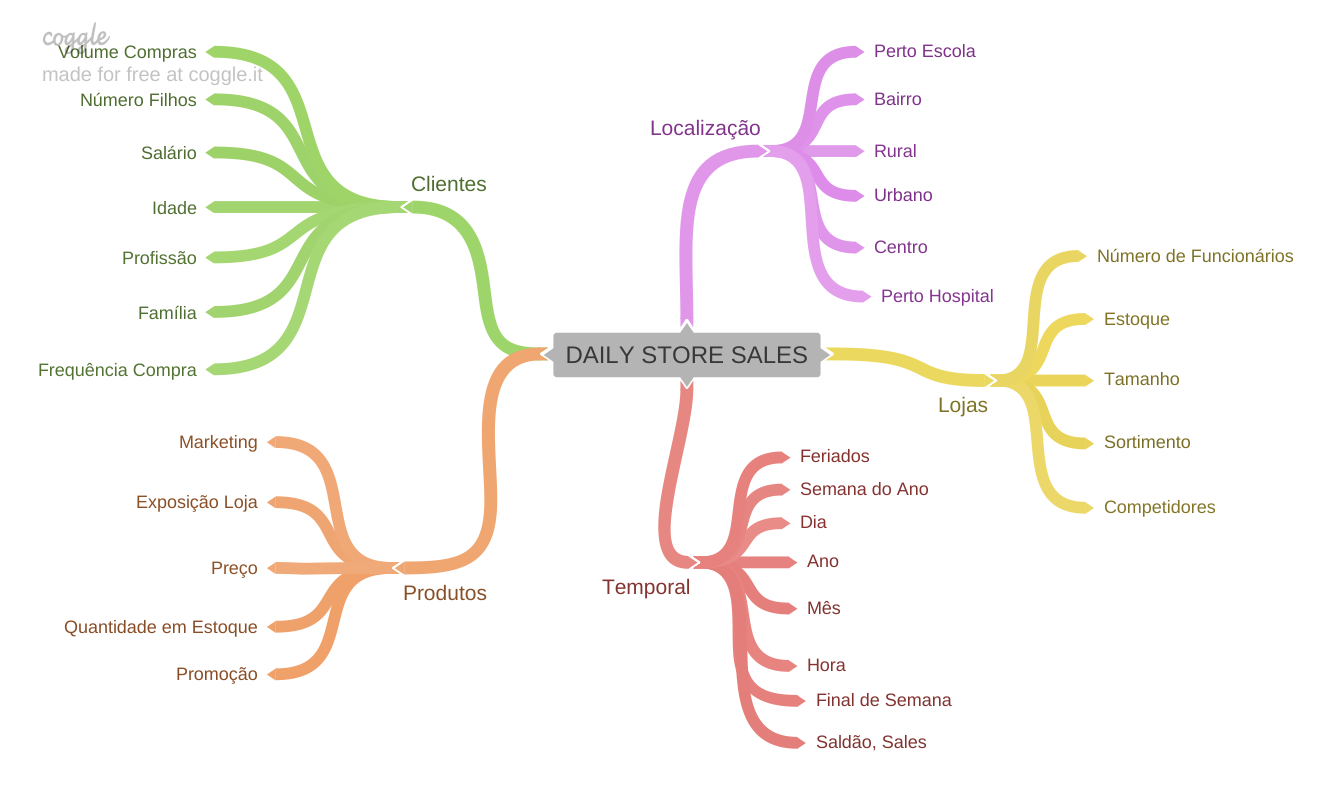 coggle
made for free at coggle.it
Volume Compras
Número Filhos
Salário
Idade
Profissão
Família
Frequência Compra
Clientes
Marketing
Exposição Loja
Preço
Quantidade em Estoque
Promoção
Produtos
DAILY STORE SALES
Localização
Perto Escola
Bairro
Rural
Urbano
Centro
Perto Hospital
Lojas
Número de Funcionários
Estoque
Tamanho
Sortimento
Competidores
Temporal
Feriados
Semana do Ano
Dia
Ano
Mês
Hora
Final de Semana
Saldão, Sales